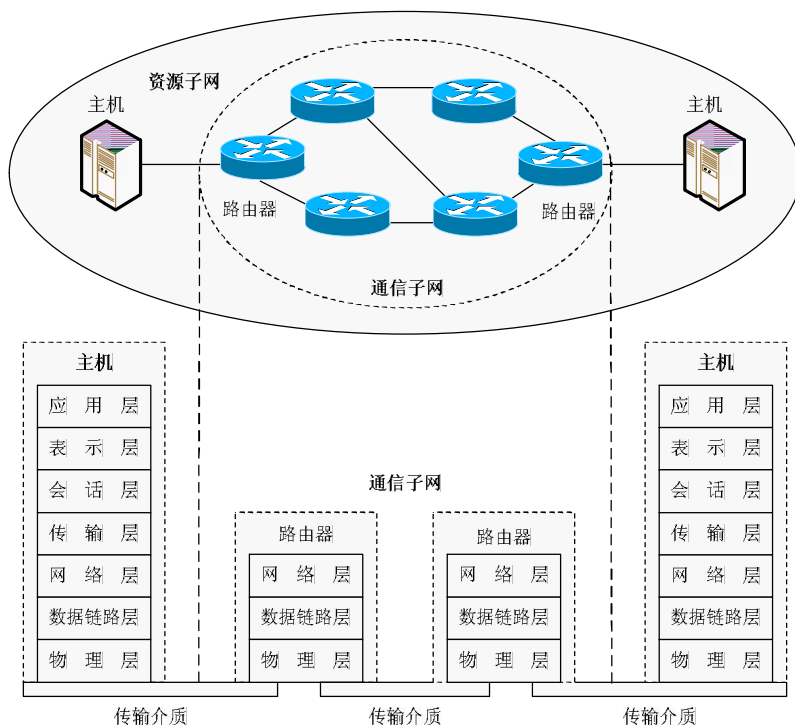 资源子网
主机
主机
路由器
路由器
通信子网
主机
应用层
表示层
会话层
传输层
网络层
数据链路层
物理层
通信子网
路由器
网络层
数据链路层
物理层
路由器
网络层
数据链路层
物理层
主机
应用层
表示层
会话层
传输层
网络层
数据链路层
物理层
传输介质
传输介质
传输介质